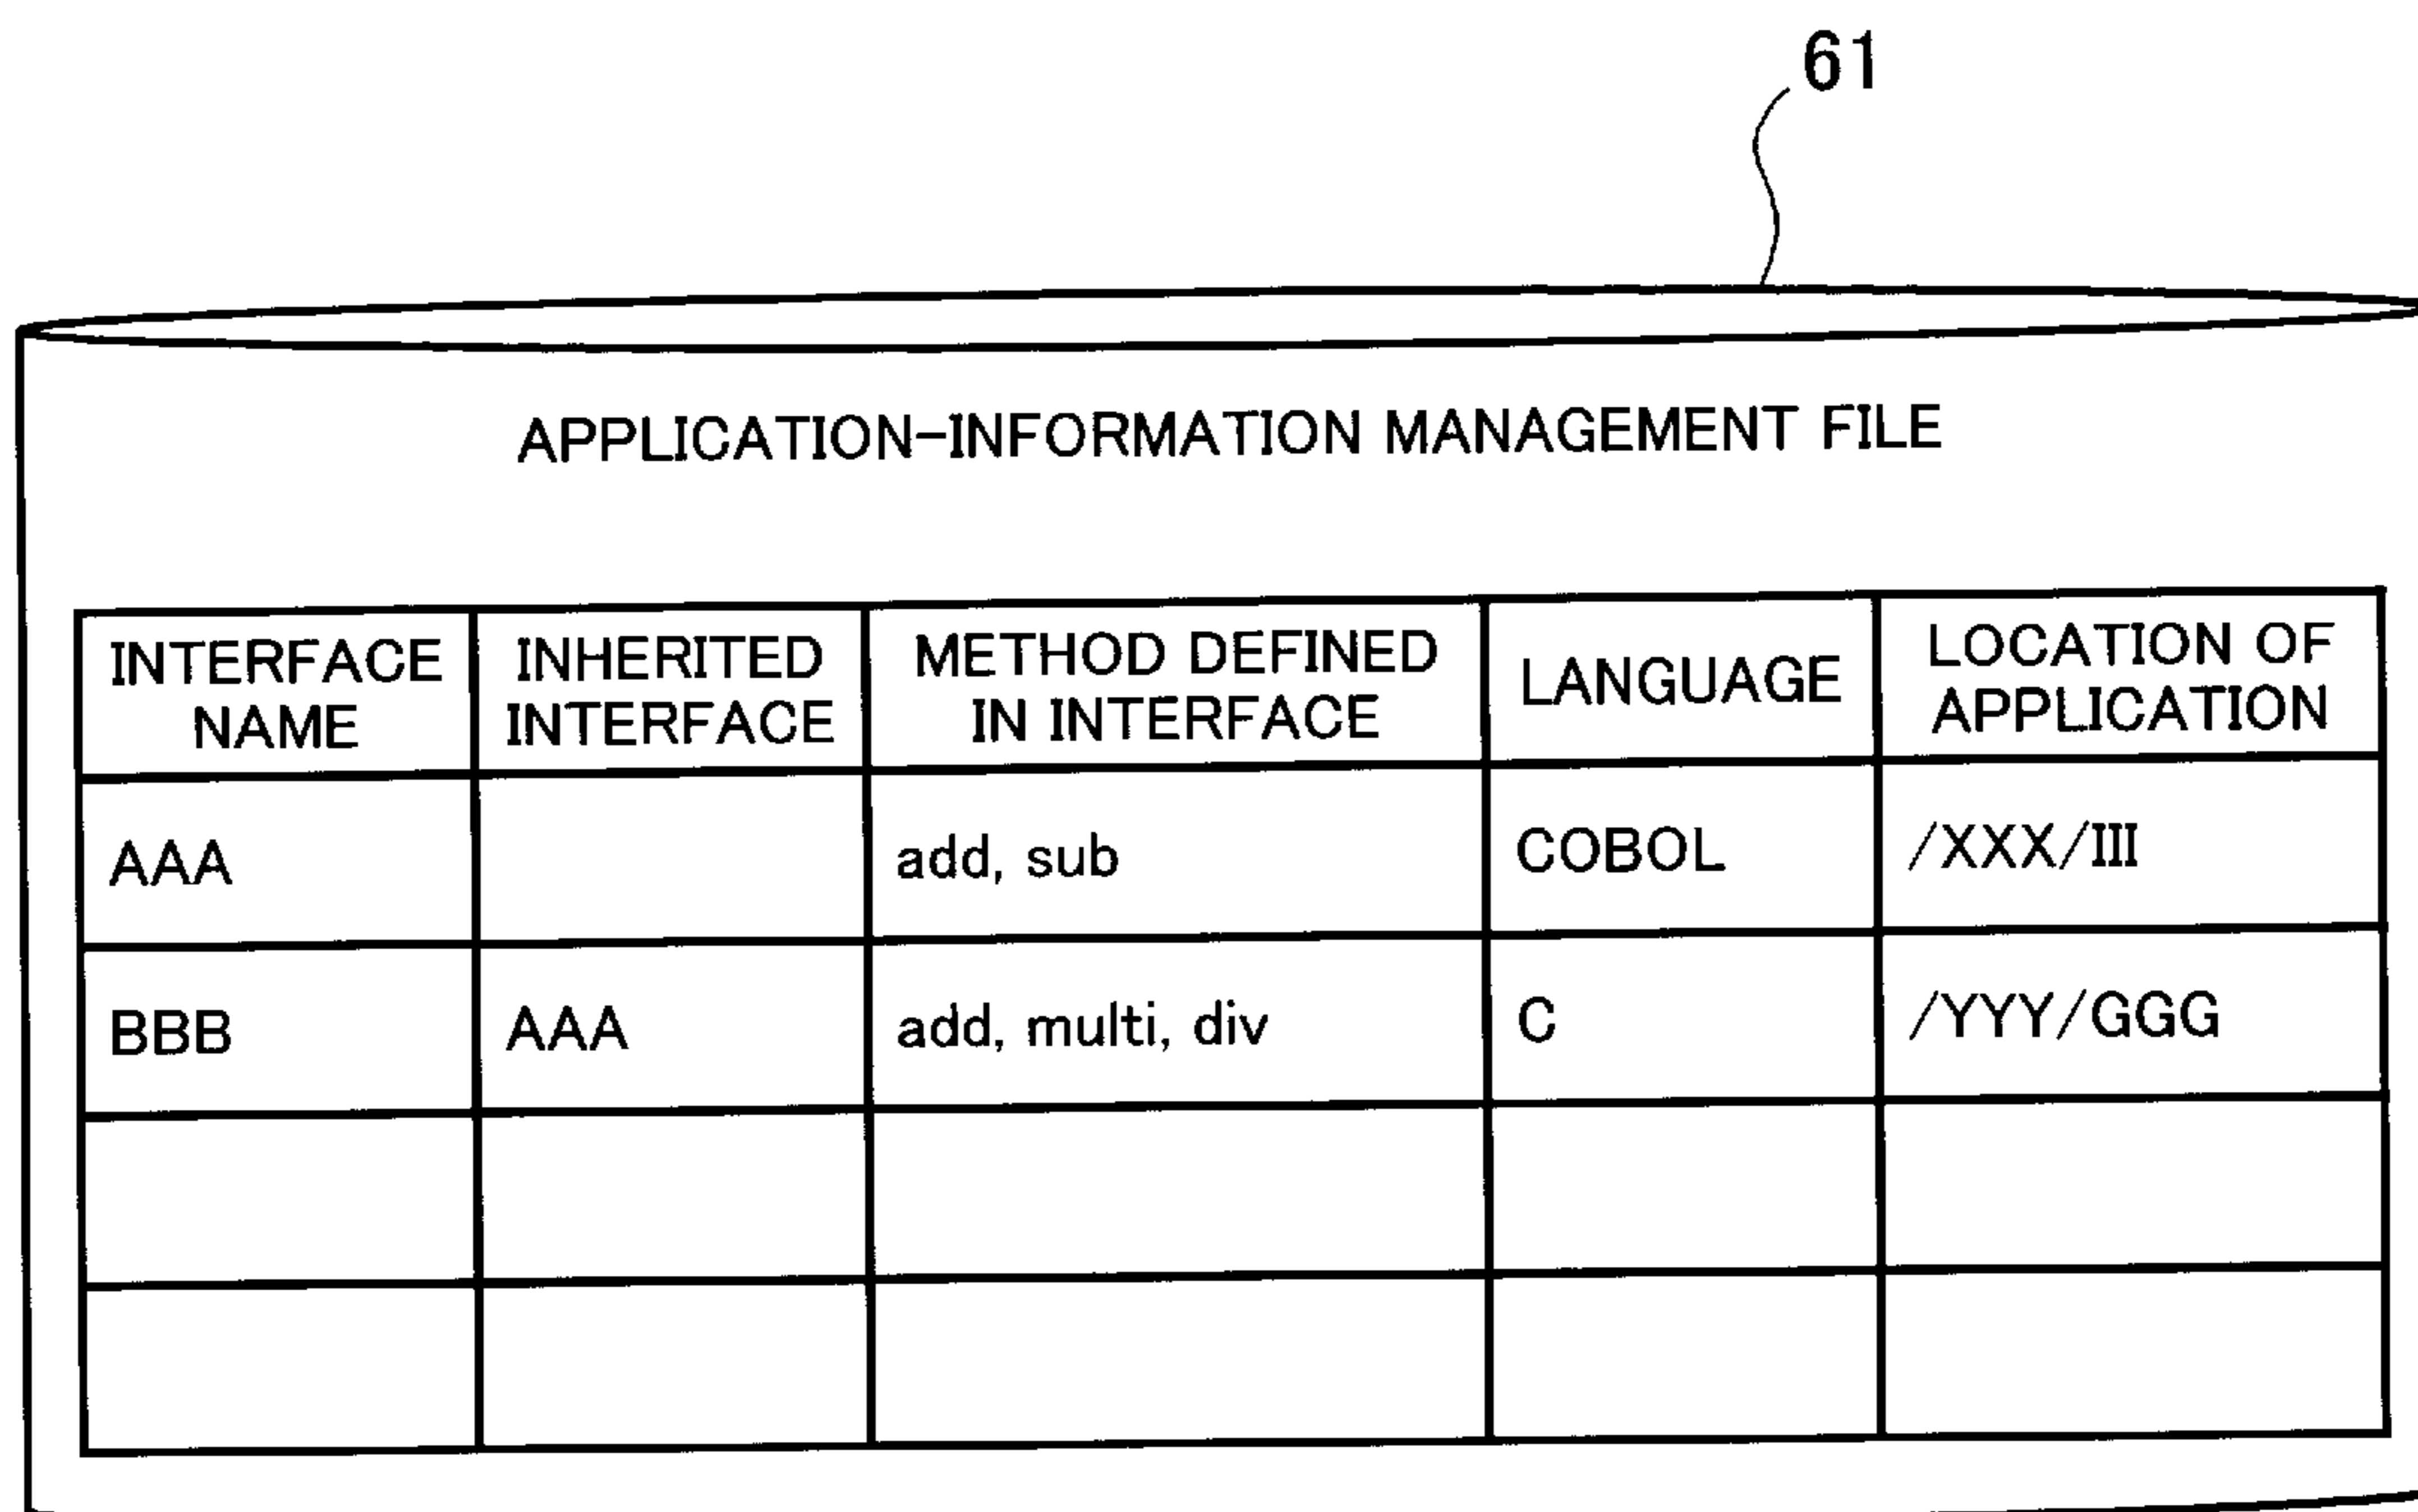 61
APPLICATION-INFORMATION MANAGEMENT FILE
INTERFACE
NAME
INHERITED
INTERFACE
METHOD DEFINED
IN INTERFACE
LANGUAGE
LOCATION OF
APPLICATION
AAA
add, sub
COBOL
/XXX/III
BBB
AAA
add, multi, div
C
/YYY/GGG